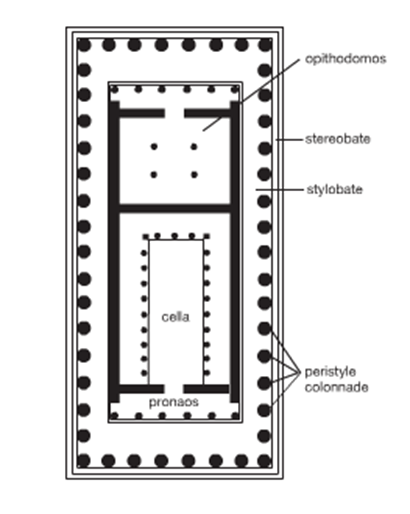 opithodomos
stereobate
stylobate
cella
peristyle
colonnade
pronaos